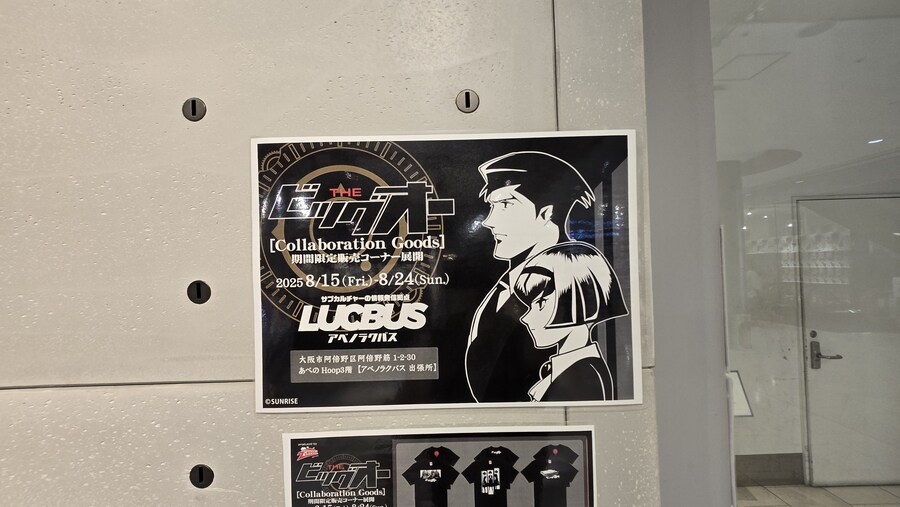 THE
ビッグオー
[Collaboration Goods]
期間限定販売コーナー展開
2025 8/15(Fri.)-8/24(Sun.)
サブカルチャーの情報発信拠点
LUCBUS
アベノラクバス
大阪市阿倍野区阿倍野筋 1-2-30
あべの Hoop3階【アベノラクバス 出張所】
©SUNRISE
THE
ビッグオー
[Collaboration Goods]
期間限定販売コーナー展開